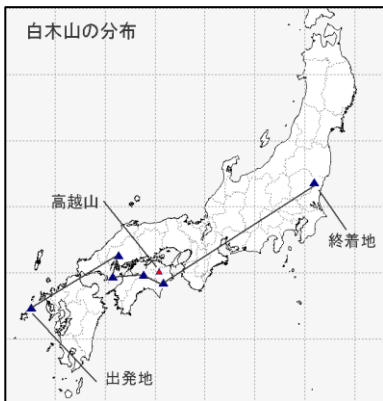 白木山の分布
高越山
終着地
出発地